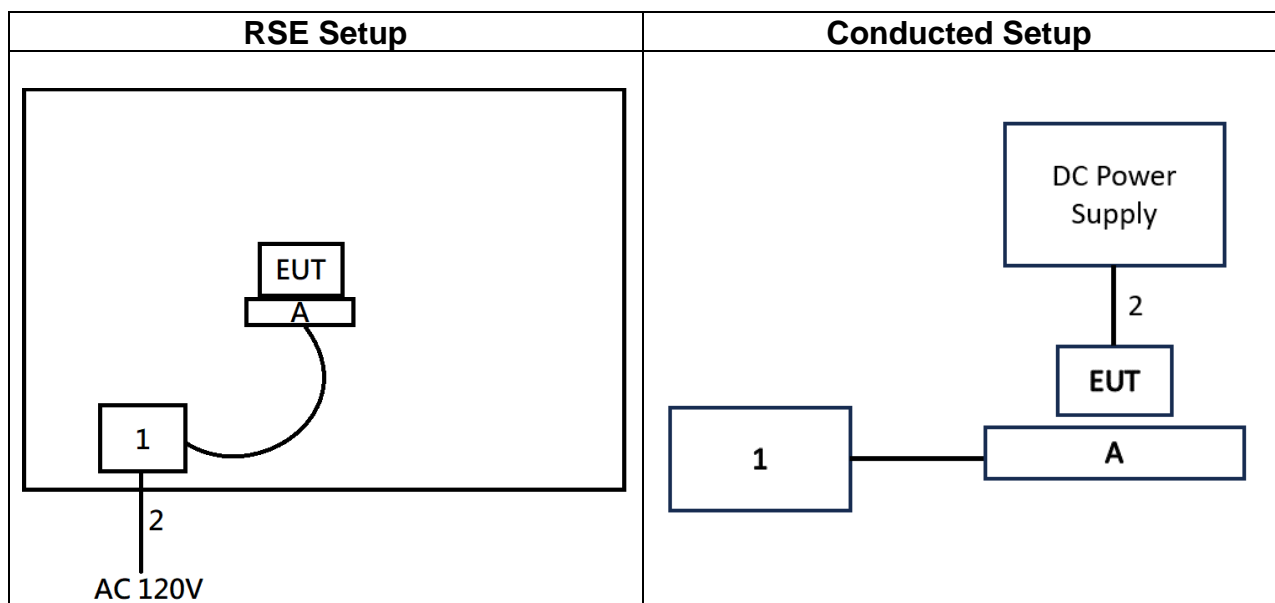 RSE Setup
Conducted Setup
EUT
A
1
2
AC 120V
DC Power
Supply
2
EUT
1
A